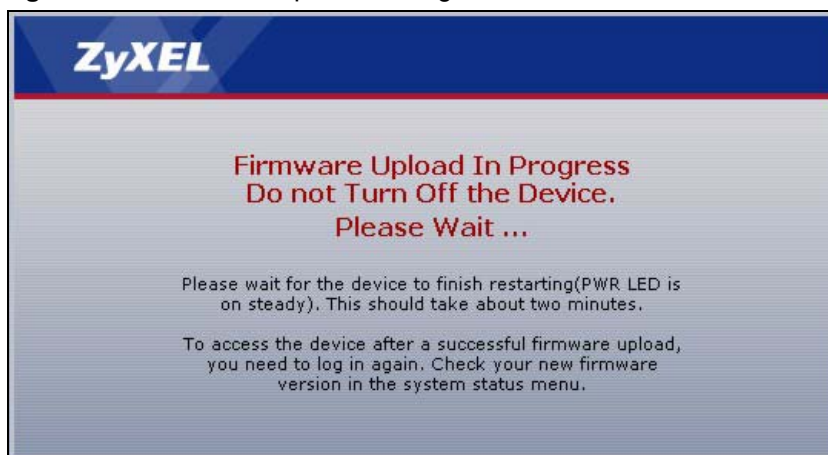 ZyXEL
Firmware Upload In Progress
Do not Turn Off the Device.
Please Wait ...
Please wait for the device to finish restarting(PWR LED is
on steady). This should take about two minutes.
To access the device after a successful firmware upload,
you need to log in again. Check your new firmware
version in the system status menu.